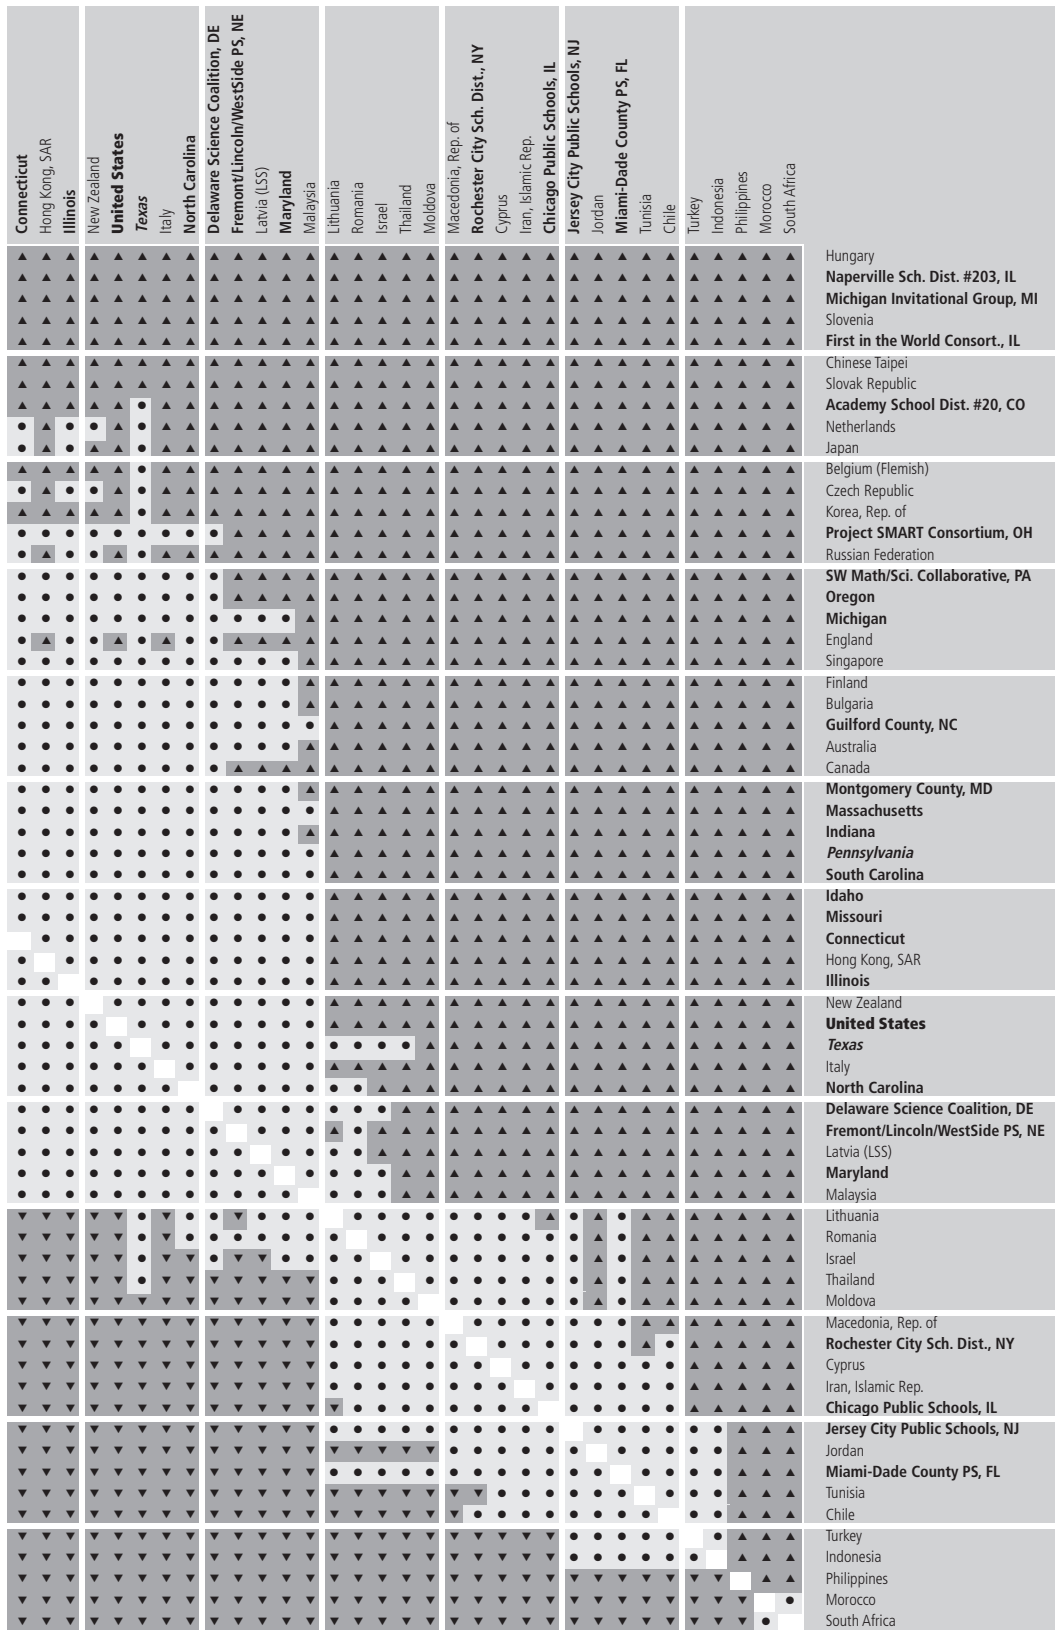 Connecticut
Hong Kong, SAR
Illinois
New Zealand
United States
Texas
Italy
North Carolina
Delaware Science Coalition, DE
Fremont/Lincoln/WestSide PS, NE
Latvia (LSS)
Maryland
Malaysia
Lithuania
Romania
Israel
Thailand
Moldova
Macedonia, Rep. of
Rochester City Sch. Dist., NY
Cyprus
Iran, Islamic Rep.
Chicago Public Schools, IL
Jersey City Public Schools, NJ
Jordan
Miami-Dade County PS, FL
Tunisia
Chile
Turkey
Indonesia
Philippines
Morocco
South Africa
Hungary
Naperville Sch. Dist. #203, IL
Michigan Invitational Group, MI
Slovenia
First in the World Consort., IL
Chinese Taipei
Slovak Republic
Academy School Dist. #20, CO
Netherlands
Japan
Belgium (Flemish)
Czech Republic
Korea, Rep. of
Project SMART Consortium, OH
Russian Federation
SW Math/Sci. Collaborative, PA
Oregon
Michigan
England
Singapore
Finland
Bulgaria
Guilford County, NC
Australia
Canada
Montgomery County, MD
Massachusetts
Indiana
Pennsylvania
South Carolina
Idaho
Missouri
Connecticut
Hong Kong, SAR
Illinois
New Zealand
United States
Texas
Italy
North Carolina
Delaware Science Coalition, DE
Fremont/Lincoln/WestSide PS, NE
Latvia (LSS)
Maryland
Malaysia
Lithuania
Romania
Israel
Thailand
Moldova
Macedonia, Rep. of
Rochester City Sch. Dist., NY
Cyprus
Iran, Islamic Rep.
Chicago Public Schools, IL
Jersey City Public Schools, NJ
Jordan
Miami-Dade County PS, FL
Tunisia
Chile
Turkey
Indonesia
Philippines
Morocco
South Africa